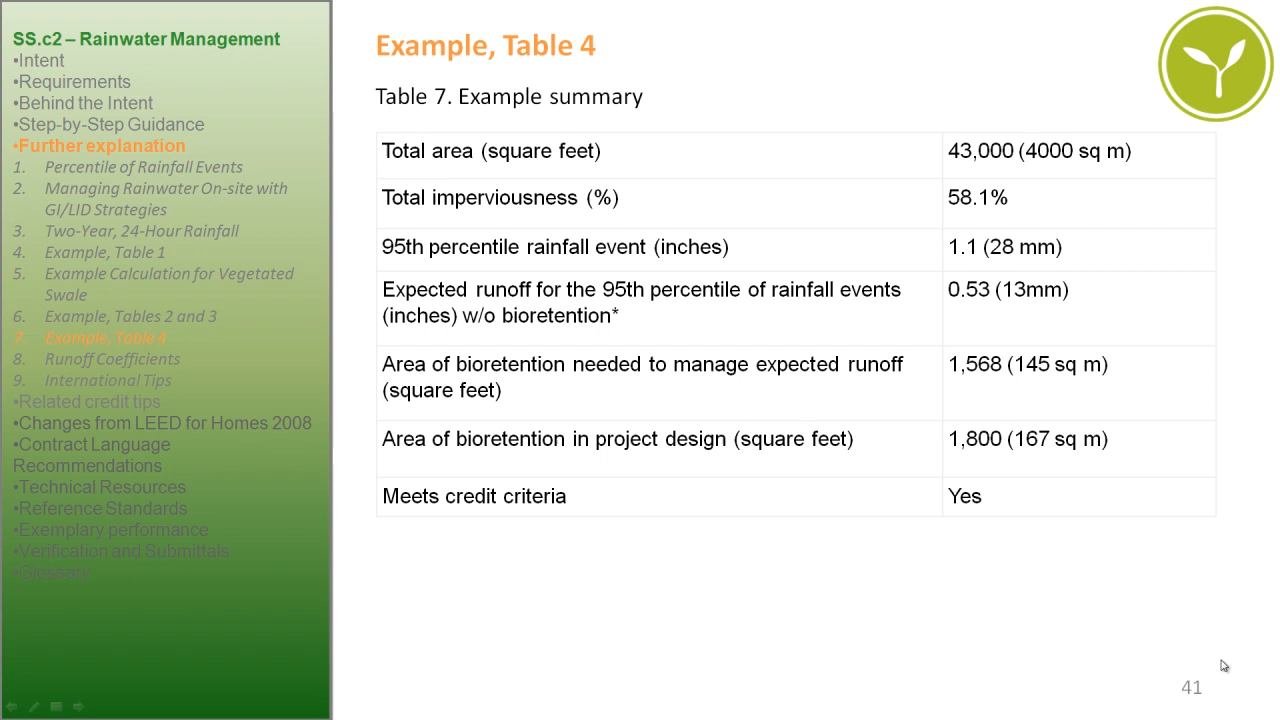 SS.c2 – Rainwater Management
•Intent
•Requirements
•Behind the Intent
•Step-by-Step Guidance
•Further explanation
1. Percentile of Rainfall Events
2. Managing Rainwater On-site with
GI/LID Strategies
3. Two-Year, 24-Hour Rainfall
4. Example, Table 1
5. Example Calculation for Vegetated
Swale
6. Example, Tables 2 and 3
7. Example, Table 4
8. Runoff Coefficients
9. International Tips
•Related credit tips
•Changes from LEED for Homes 2008
•Contract Language
Recommendations
•Technical Resources
•Reference Standards
•Exemplary performance
•Verification and Submittals
•Glossary
Example, Table 4
Table 7. Example summary
Total area (square feet) 43,000 (4000 sq m)
Total imperviousness (%) 58.1%
95th percentile rainfall event (inches) 1.1 (28 mm)
Expected runoff for the 95th percentile of rainfall events 0.53 (13mm)
(inches) w/o bioretention*
Area of bioretention needed to manage expected runoff 1,568 (145 sq m)
(square feet)
Area of bioretention in project design (square feet) 1,800 (167 sq m)
Meets credit criteria Yes
41